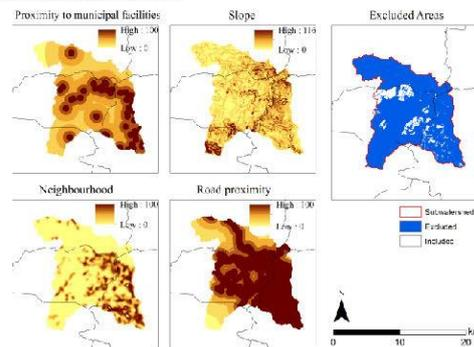 Proximity to municipal facilities
High : 100
Low : 0
Slope
High : 116
Low : 0
Excluded Areas
Neighbourhood
High : 100
Low : 0
Road proximity
High : 100
Low : 0
Subwatershed
Excluded
Included
0 10 20